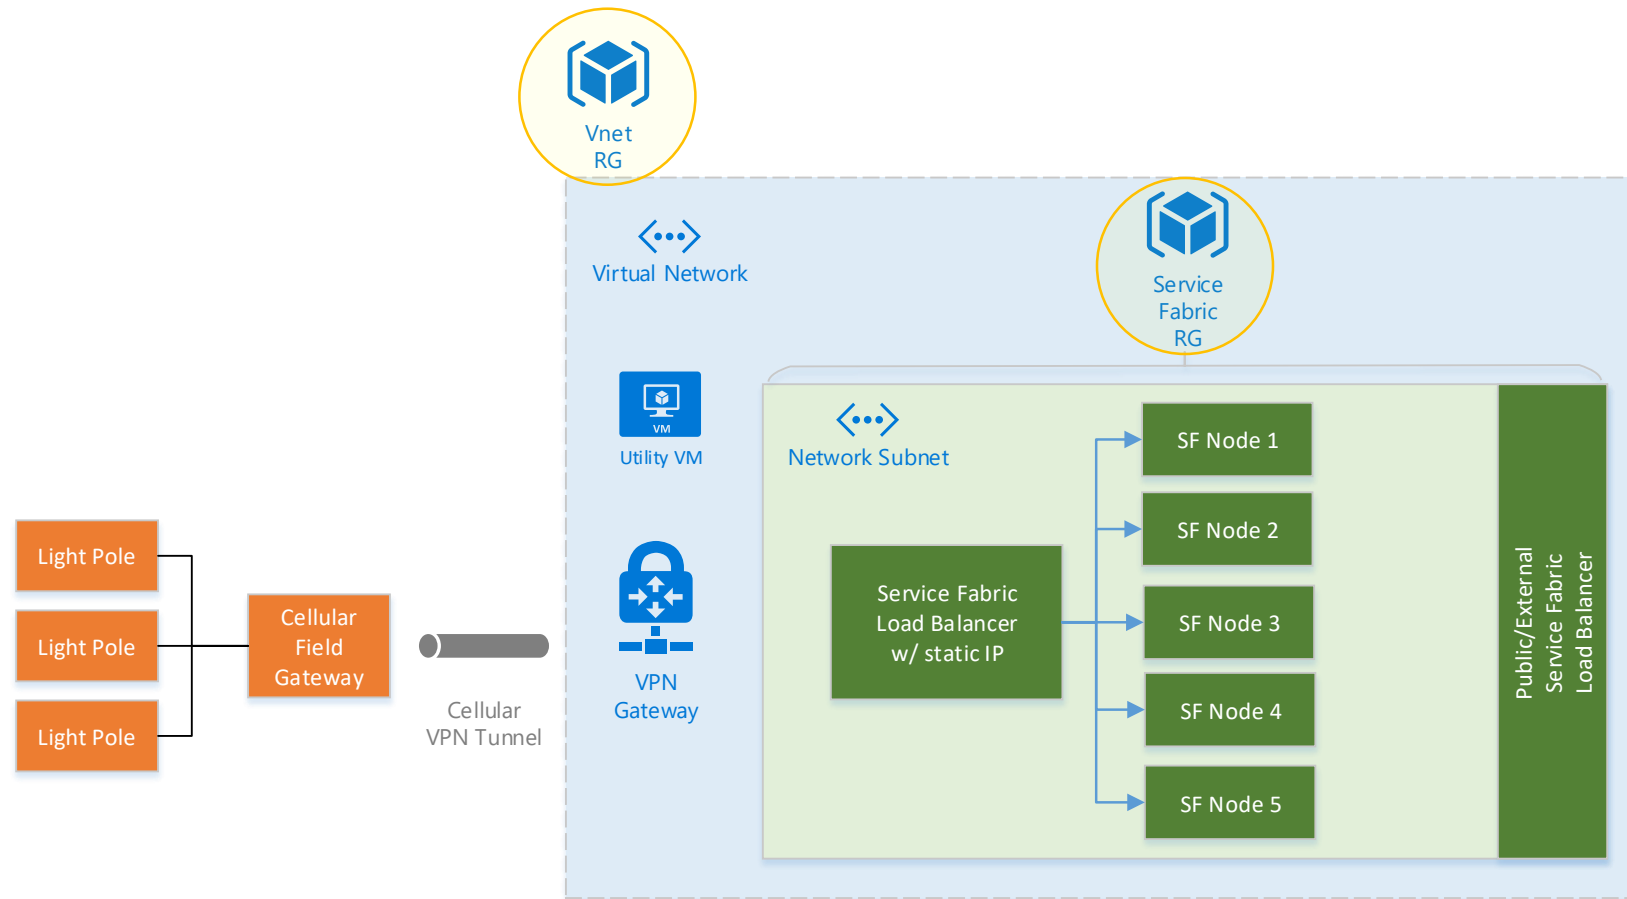 Vnet
RG
Virtual Network
Service
Fabric
RG
VM
Utility VM
Network Subnet
SF Node 1
SF Node 2
SF Node 3
SF Node 4
SF Node 5
Service Fabric
Load Balancer
w/ static IP
Public/External
Service Fabric
Load Balancer
Light Pole
Light Pole
Light Pole
Cellular
Field
Gateway
Cellular
VPN Tunnel
VPN
Gateway